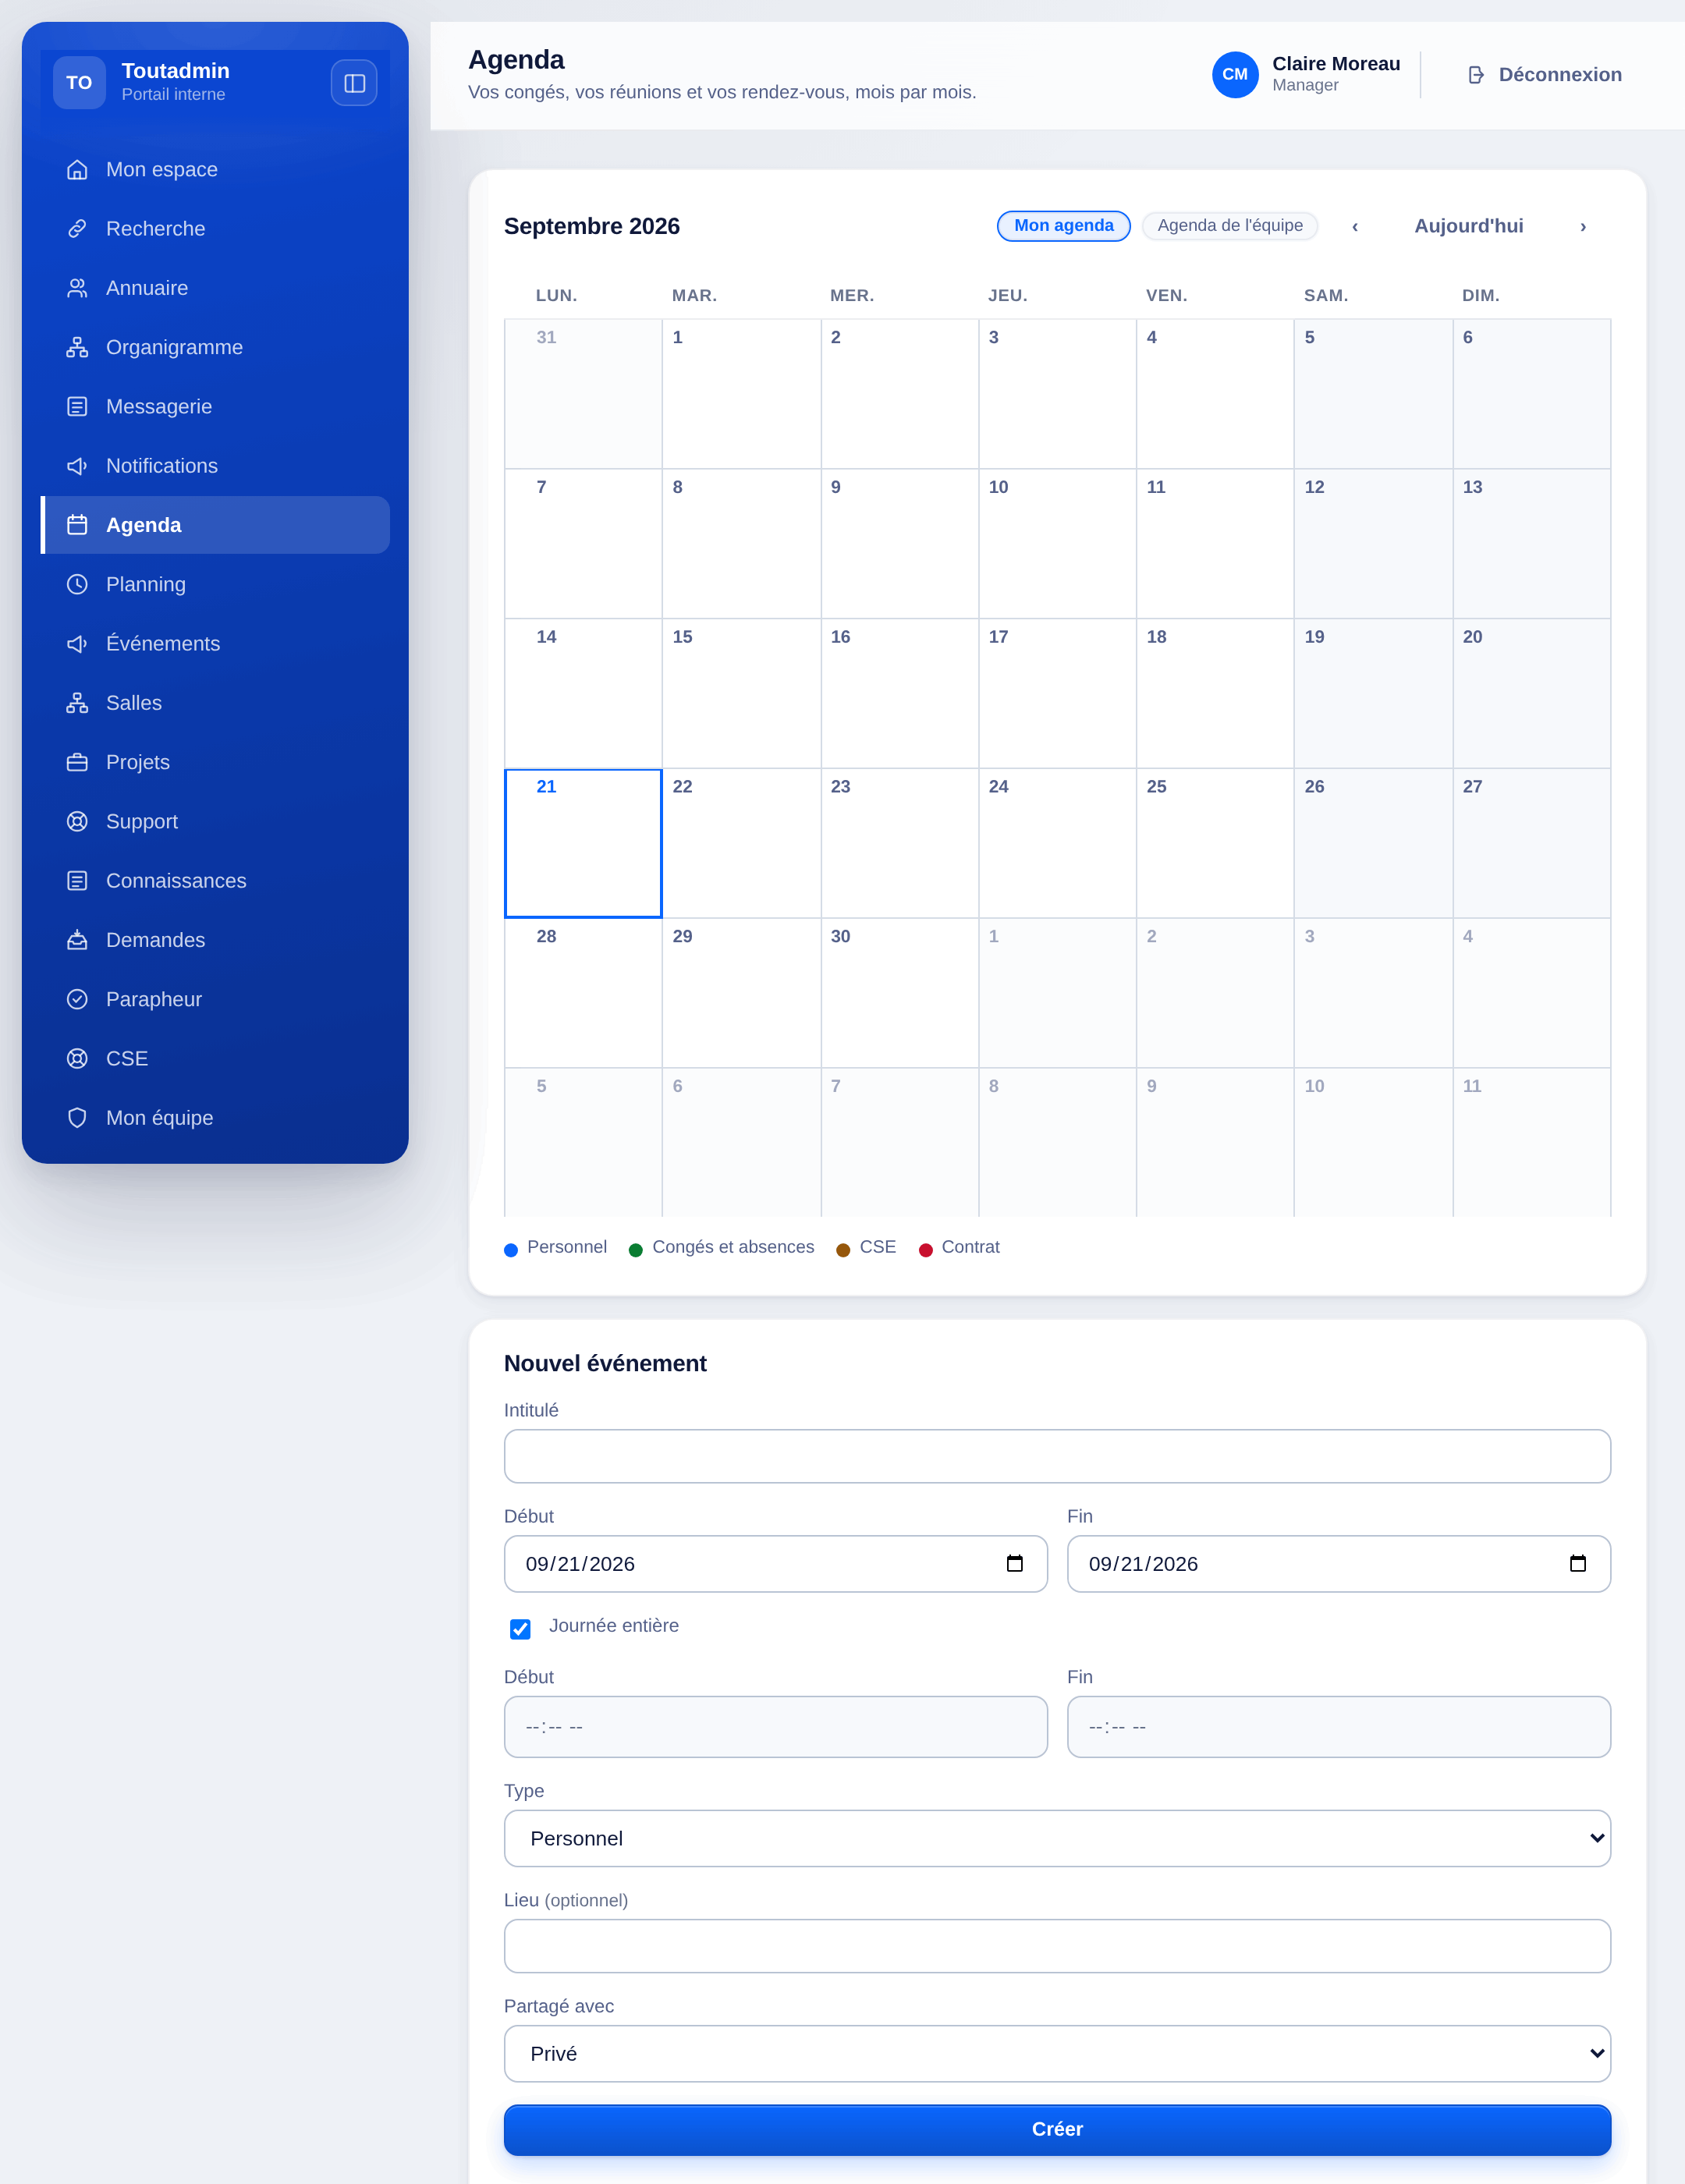 TO
Toutadmin
Portail interne
Mon espace
Recherche
Annuaire
Organigramme
Messagerie
Notifications
Agenda
Planning
Événements
Salles
Projets
Support
Connaissances
Demandes
Parapheur
CSE
Mon équipe
Agenda
Vos congés, vos réunions et vos rendez-vous, mois par mois.
CM
Claire Moreau
Manager
Déconnexion
Septembre 2026
Mon agenda Agenda de l'équipe ‹ Aujourd'hui ›
LUN. MAR. MER. JEU. VEN. SAM. DIM.
31 1 2 3 4 5 6
7 8 9 10 11 12 13
14 15 16 17 18 19 20
21 22 23 24 25 26 27
28 29 30 1 2 3 4
5 6 7 8 9 10 11
Personnel Congés et absences CSE Contrat
Nouvel événement
Intitulé
Début Fin
09/21/2026 09/21/2026
Journée entière
Début Fin
--:-- -- --:-- --
Type
Personnel
Lieu (optionnel)
Partagé avec
Privé
Créer